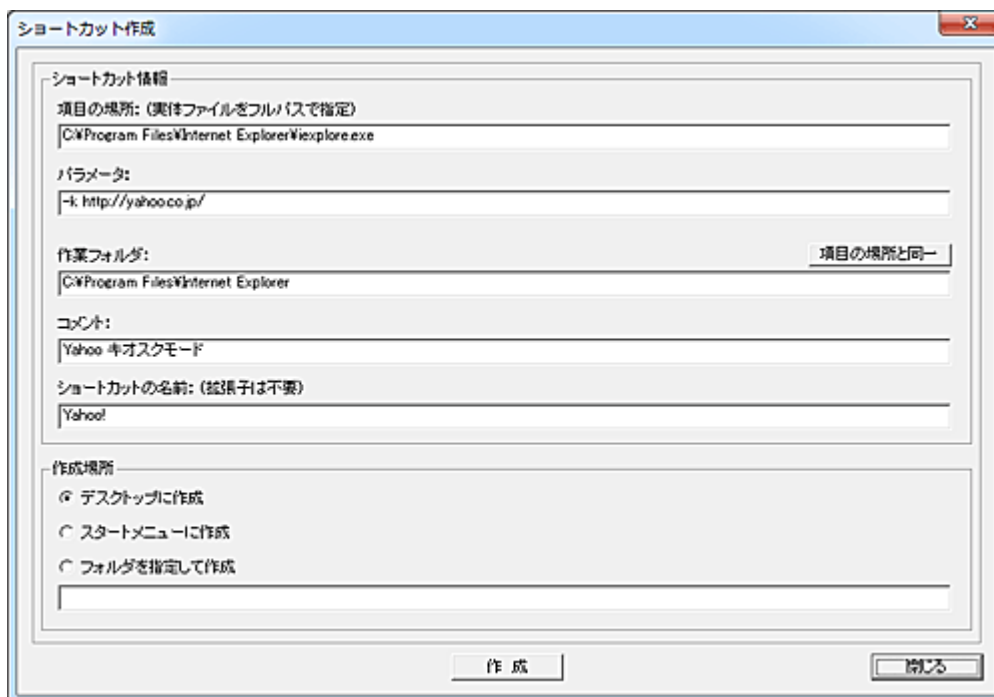 ショートカット作成
ショートカット情報
項目の場所: (実体ファイルをフルパスで指定)
C:¥Program Files¥Internet Explorer¥iexplore.exe
パラメータ:
-k http://yahoo.co.jp/
作業フォルダ:
項目の場所と同一
C:¥Program Files¥Internet Explorer
コメント:
Yahoo キオスクモード
ショートカットの名前: (拡張子は不要)
Yahoo!
作成場所
デスクトップに作成
スタートメニューに作成
フォルダを指定して作成
作 成
閉じる